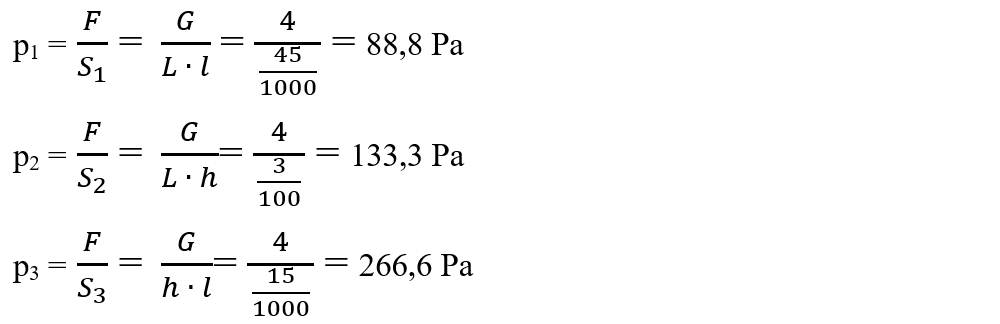 p₁ = F/S₁ = G/(L · l) = 4/(45/1000) = 88,8 Pa
p₂ = F/S₂ = G/(L · h) = 4/(3/100) = 133,3 Pa
p₃ = F/S₃ = G/(h · l) = 4/(15/1000) = 266,6 Pa